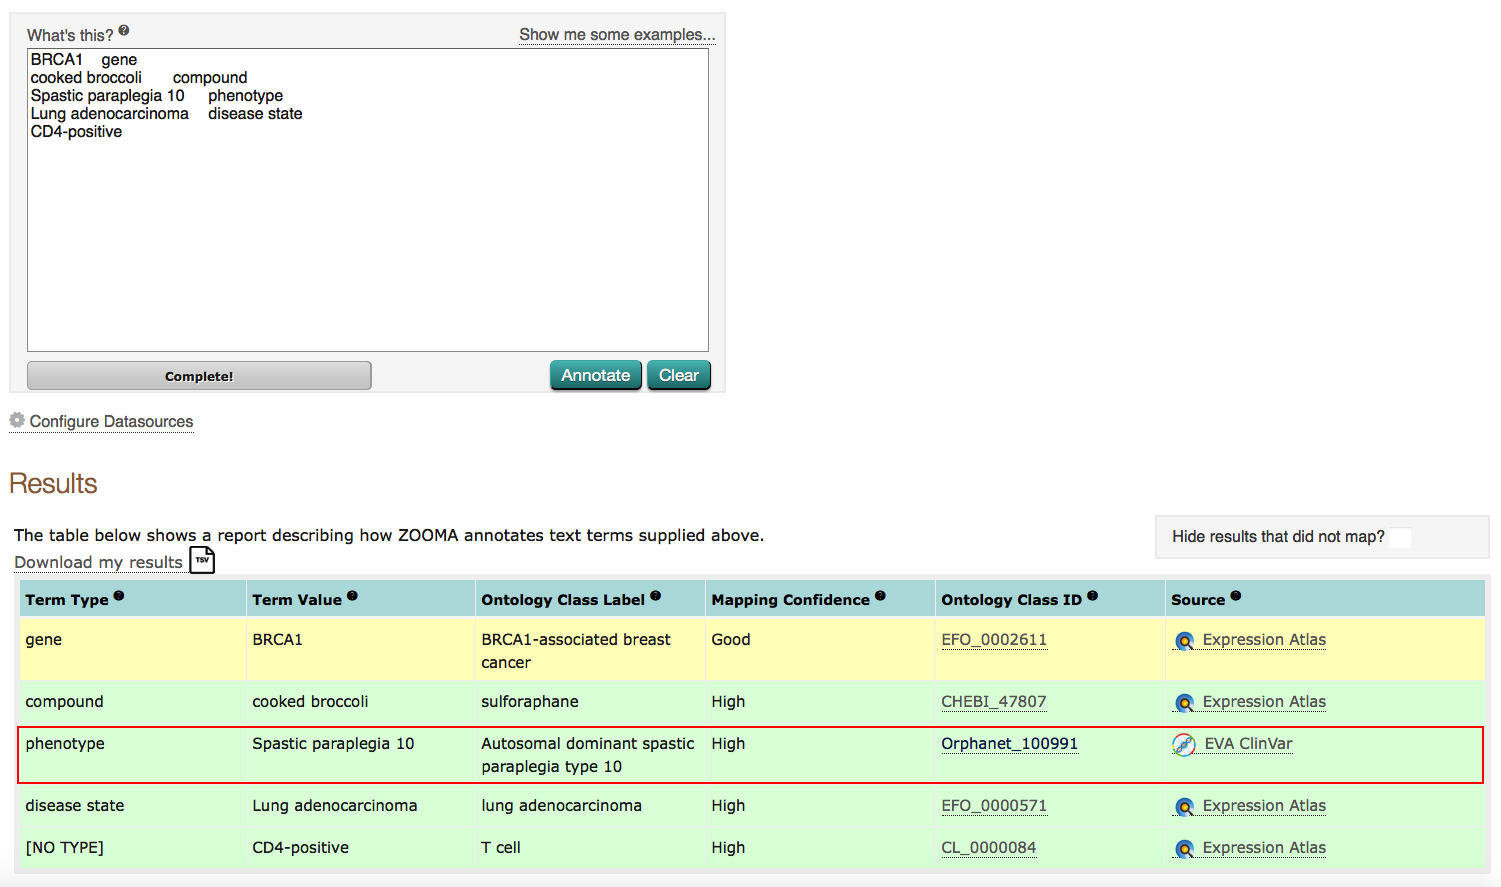 What's this? ?
Show me some examples...
BRCA1 gene
cooked broccoli compound
Spastic paraplegia 10 phenotype
Lung adenocarcinoma disease state
CD4-positive
Complete!
Annotate
Clear
Configure Datasources
Results
The table below shows a report describing how ZOOMA annotates text terms supplied above.
Hide results that did not map?
Download my results TSV
Term Type ? Term Value ? Ontology Class Label ? Mapping Confidence ? Ontology Class ID ? Source ?
gene BRCA1 BRCA1-associated breast Good EFO_0002611 Expression Atlas
cancer
compound cooked broccoli sulforaphane High CHEBI_47807 Expression Atlas
phenotype Spastic paraplegia 10 Autosomal dominant spastic High Orphanet_100991 EVA ClinVar
paraplegia type 10
disease state Lung adenocarcinoma lung adenocarcinoma High EFO_0000571 Expression Atlas
[NO TYPE] CD4-positive T cell High CL_0000084 Expression Atlas